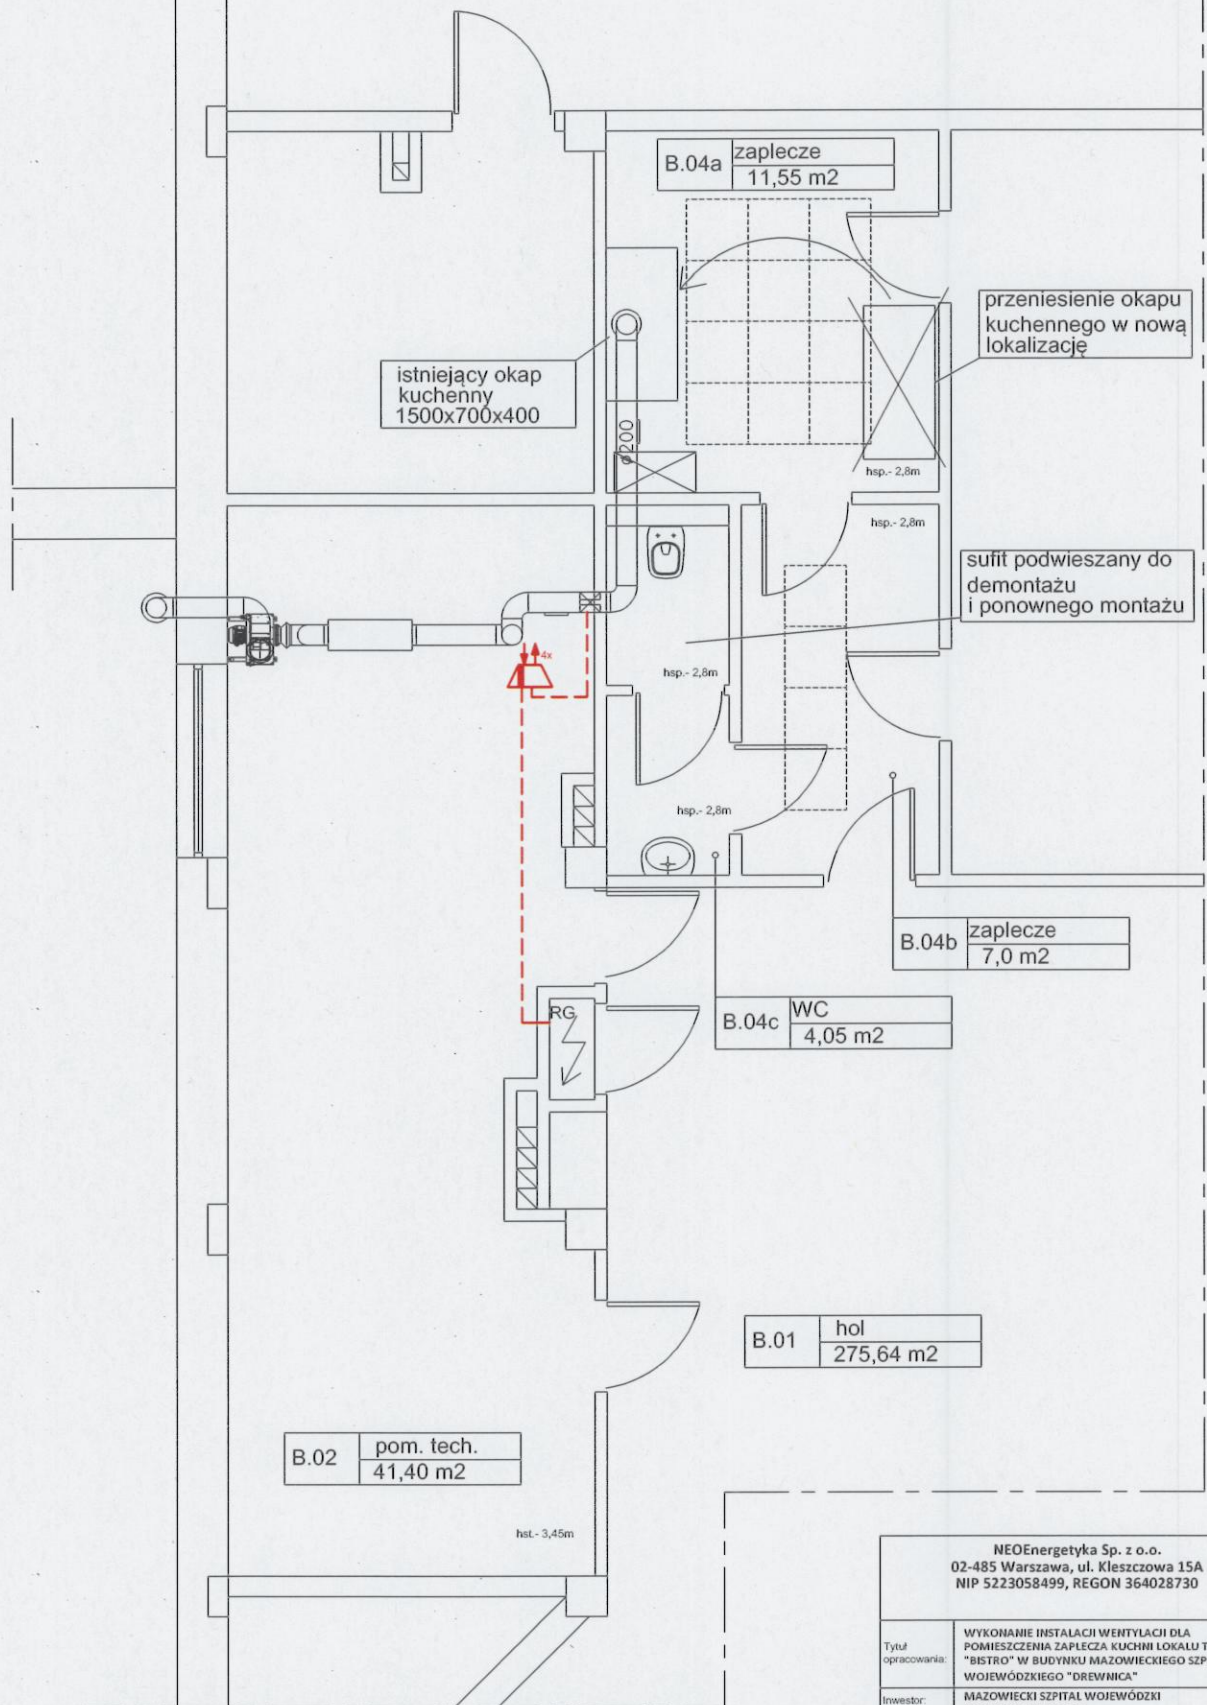 B.04a
zaplecze
11,55 m2
przeniesienie okapu
kuchennego w nową
lokalizację
istniejący okap
kuchenny
1500x700x400
ø200
hsp.- 2,8m
hsp.- 2,8m
sufit podwieszany do
demontażu
i ponownego montażu
4x
hsp.- 2,8m
hsp.- 2,8m
B.04b
zaplecze
7,0 m2
B.04c
WC
4,05 m2
RG
B.01
hol
275,64 m2
B.02
pom. tech.
41,40 m2
hst.- 3,45m
NEOEnergetyka Sp. z o.o.
02-485 Warszawa, ul. Kleszczowa 15A
NIP 5223058499, REGON 364028730
Tytuł
opracowania:
WYKONANIE INSTALACJI WENTYLACJI DLA
POMIESZCZENIA ZAPLECZA KUCHNI LOKALU T
"BISTRO" W BUDYNKU MAZOWIECKIEGO SZP
WOJEWÓDZKIEGO "DREWNICA"
Inwestor:
MAZOWIECKI SZPITAL WOJEWÓDZKI